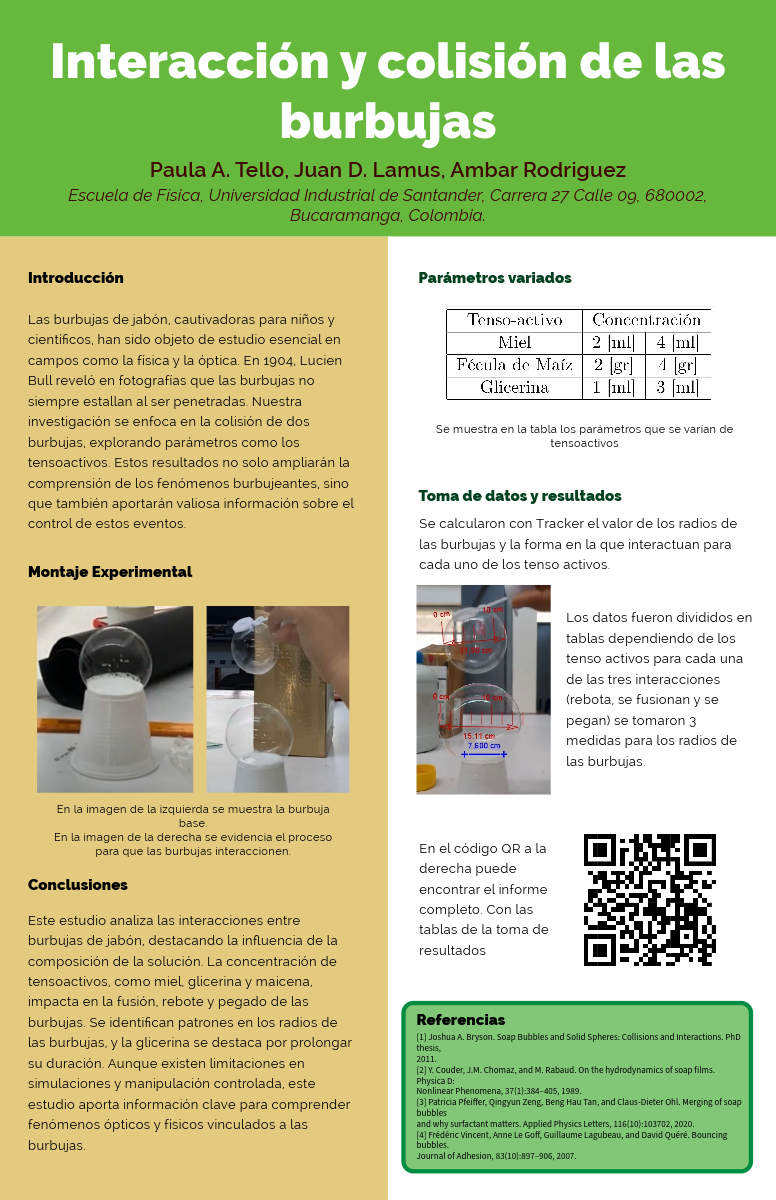 Interacción y colisión de las
burbujas
Paula A. Tello, Juan D. Lamus, Ambar Rodriguez
Escuela de Física, Universidad Industrial de Santander, Carrera 27 Calle 09, 680002,
Bucaramanga, Colombia.
Introducción
Las burbujas de jabón, cautivadoras para niños y
científicos, han sido objeto de estudio esencial en
campos como la física y la óptica. En 1904, Lucien
Bull reveló en fotografías que las burbujas no
siempre estallan al ser penetradas. Nuestra
investigación se enfoca en la colisión de dos
burbujas, explorando parámetros como los
tensoactivos. Estos resultados no solo ampliarán la
comprensión de los fenómenos burbujeantes, sino
que también aportarán valiosa información sobre el
control de estos eventos.
Montaje Experimental
En la imagen de la izquierda se muestra la burbuja
base.
En la imagen de la derecha se evidencia el proceso
para que las burbujas interaccionen.
Conclusiones
Este estudio analiza las interacciones entre
burbujas de jabón, destacando la influencia de la
composición de la solución. La concentración de
tensoactivos, como miel, glicerina y maicena,
impacta en la fusión, rebote y pegado de las
burbujas. Se identifican patrones en los radios de
las burbujas, y la glicerina se destaca por prolongar
su duración. Aunque existen limitaciones en
simulaciones y manipulación controlada, este
estudio aporta información clave para comprender
fenómenos ópticos y físicos vinculados a las
burbujas.
Parámetros variados
Tenso-activo Concentración
Miel 2 [ml] 4 [ml]
Fécula de Maíz 2 [gr] 4 [gr]
Glicerina 1 [ml] 3 [ml]
Se muestra en la tabla los parámetros que se varían de
tensoactivos
Toma de datos y resultados
Se calcularon con Tracker el valor de los radios de
las burbujas y la forma en la que interactuan para
cada uno de los tenso activos.
0 cm 10 cm
0 cm
15.11 cm
7.600 cm
Los datos fueron divididos en
tablas dependiendo de los
tenso activos para cada una
de las tres interacciones
(rebota, se fusionan y se
pegan) se tomaron 3
medidas para los radios de
las burbujas.
En el código QR a la
derecha puede
encontrar el informe
completo. Con las
tablas de la toma de
resultados
Referencias
[1] Joshua A. Bryson. Soap Bubbles and Solid Spheres: Collisions and Interactions. PhD
thesis,
2011.
[2] Y. Couder, J.M. Chomaz, and M. Rabaud. On the hydrodynamics of soap films.
Physica D:
Nonlinear Phenomena, 37(1):384–405, 1989.
[3] Patricia Pfeiffer, Qingyun Zeng, Beng Hau Tan, and Claus-Dieter Ohl. Merging of soap
bubbles
and why surfactant matters. Applied Physics Letters, 116(10):103702, 2020.
[4] Frédéric Vincent, Anne Le Goff, Guillaume Lagubeau, and David Quéré. Bouncing
bubbles.
Journal of Adhesion, 83(10):897–906, 2007.